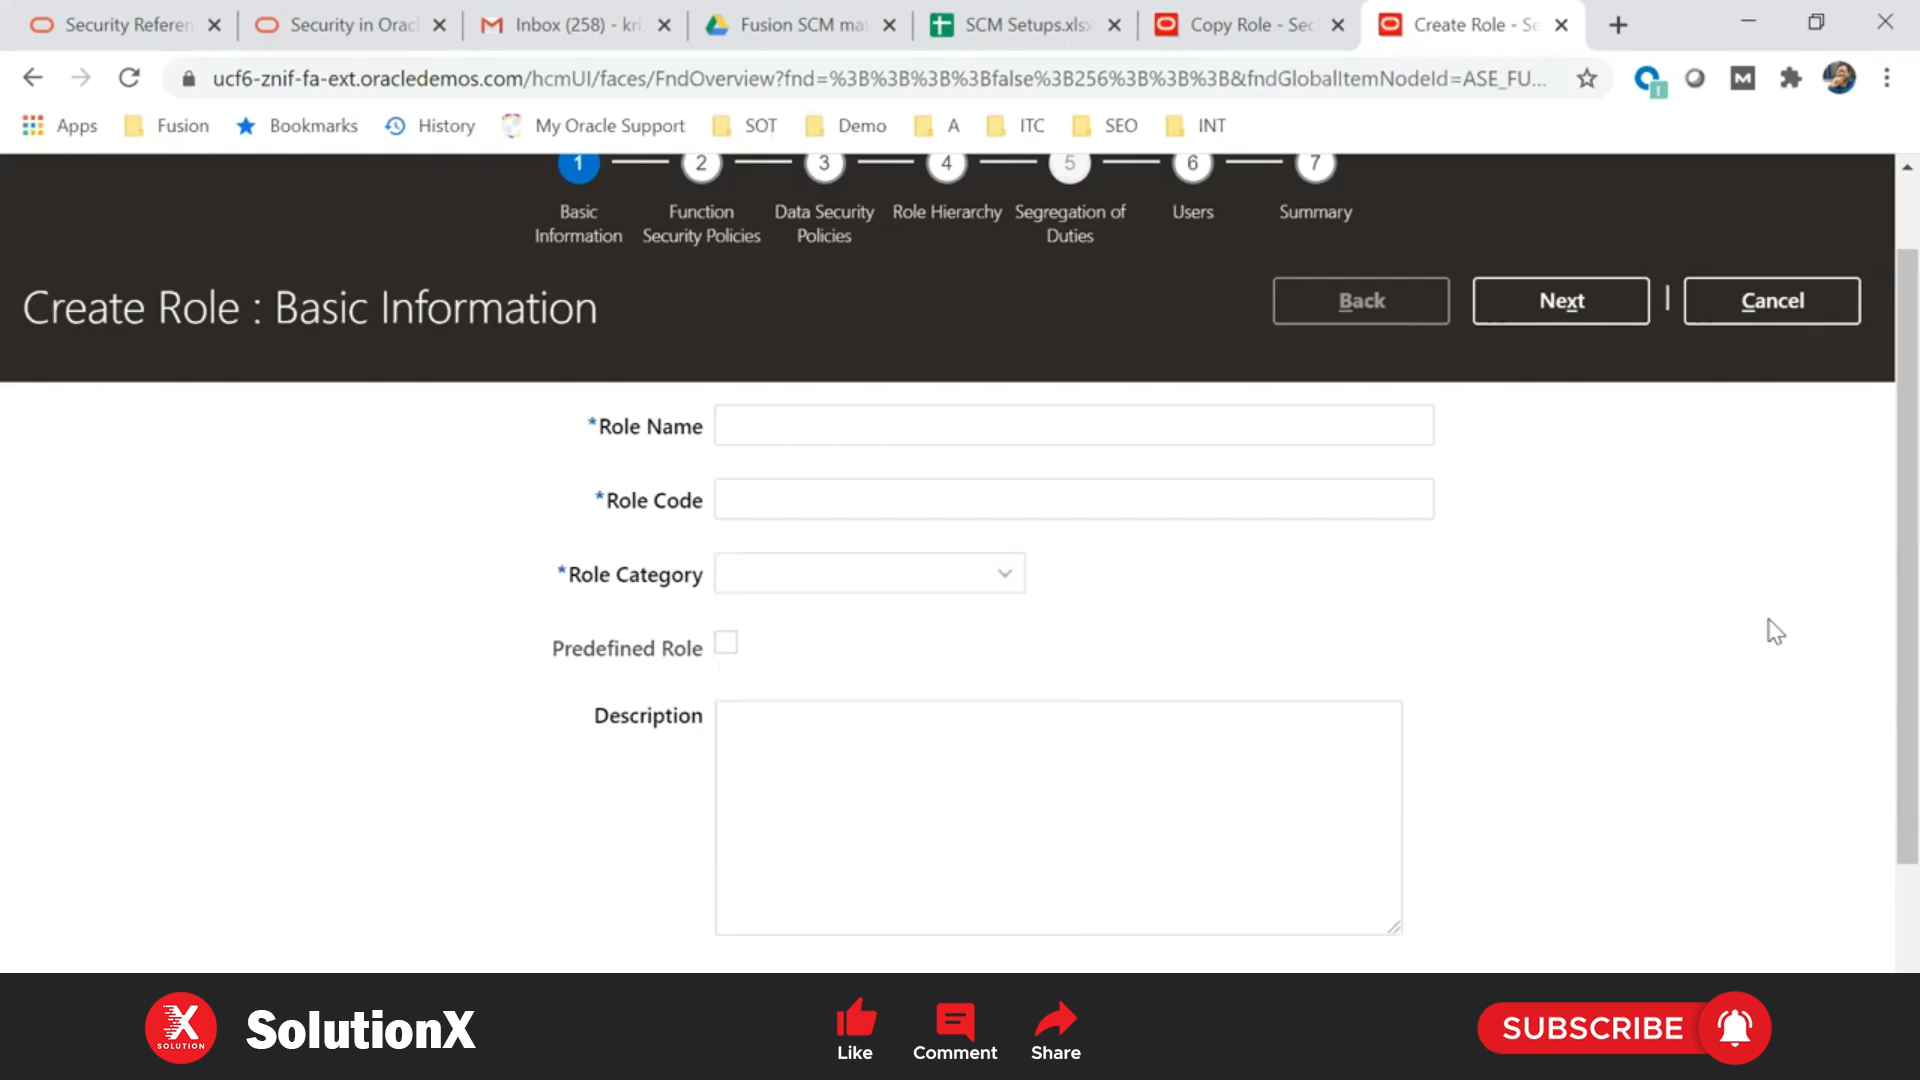 Security Referen
Security in Orac
Inbox (258) - kri
Fusion SCM mat
SCM Setups.xlsx
Copy Role - Sec
Create Role - Se
ucf6-znif-fa-ext.oracledemos.com/hcmUI/faces/FndOverview?fnd=%3B%3B%3B%3Bfalse%3B256%3B%3B%3B&fndGlobalItemNodeId=ASE_FU...
Apps
Fusion
Bookmarks
History
My Oracle Support
SOT
Demo
A
ITC
SEO
INT
1
2
3
4
5
6
7
Basic
Information
Function
Security Policies
Data Security
Policies
Role Hierarchy
Segregation of
Duties
Users
Summary
Create Role : Basic Information
Back
Next
Cancel
*Role Name
*Role Code
*Role Category
Predefined Role
Description
X
SOLUTION
SolutionX
Like
Comment
Share
SUBSCRIBE